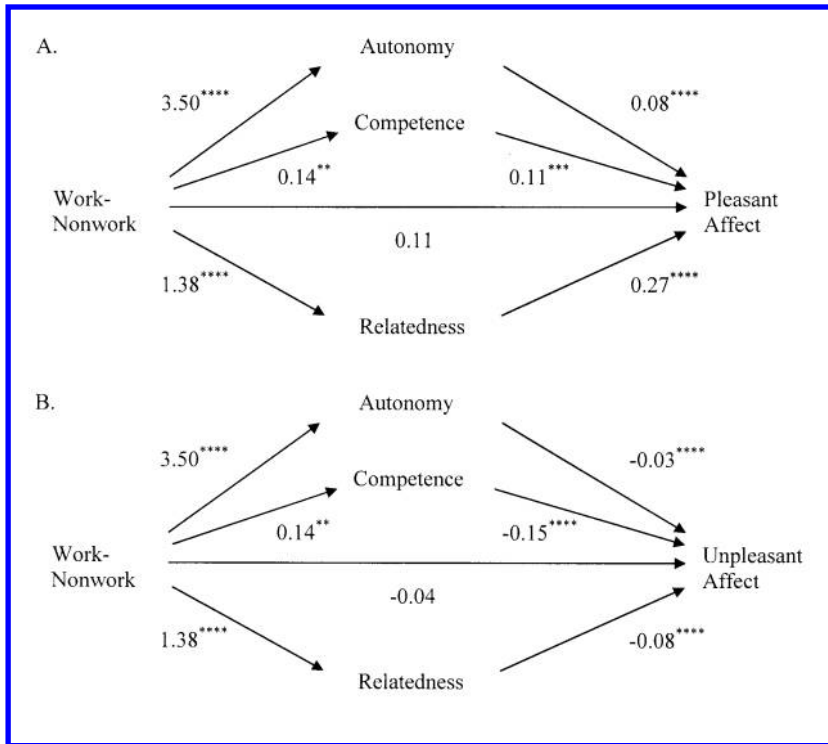 A.
Autonomy
3.50****
0.08****
Competence
0.14**
0.11***
Work-
Nonwork
Pleasant
Affect
0.11
1.38****
0.27****
Relatedness
B.
Autonomy
3.50****
-0.03****
Competence
0.14**
-0.15****
Work-
Nonwork
Unpleasant
Affect
-0.04
1.38****
-0.08****
Relatedness